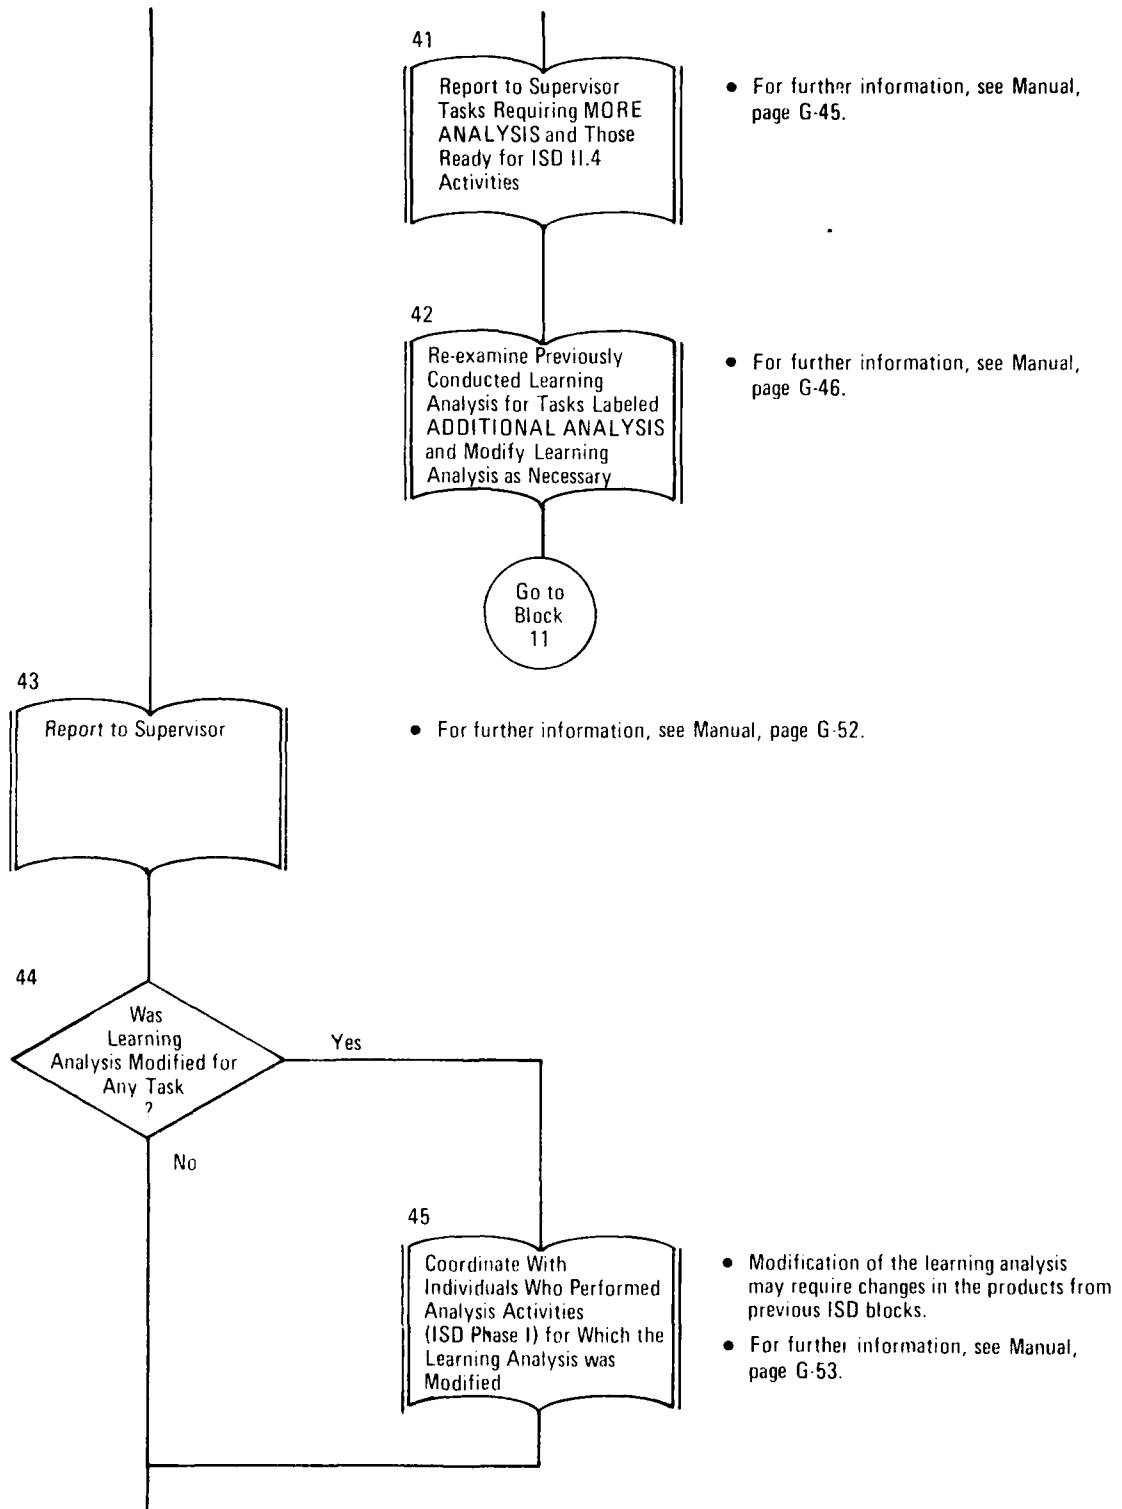 41
Report to Supervisor
Tasks Requiring MORE
ANALYSIS and Those
Ready for ISD II.4
Activities
• For further information, see Manual,
page G-45.
42
Re-examine Previously
Conducted Learning
Analysis for Tasks Labeled
ADDITIONAL ANALYSIS
and Modify Learning
Analysis as Necessary
• For further information, see Manual,
page G-46.
Go to
Block
11
43
Report to Supervisor
• For further information, see Manual, page G-52.
44
Was
Learning
Analysis Modified for
Any Task
?
Yes
No
45
Coordinate With
Individuals Who Performed
Analysis Activities
(ISD Phase I) for Which the
Learning Analysis was
Modified
• Modification of the learning analysis
may require changes in the products from
previous ISD blocks.
• For further information, see Manual,
page G-53.